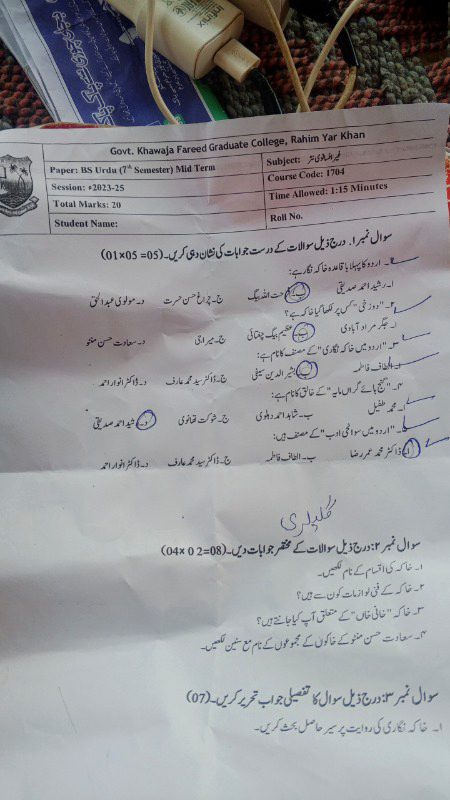 Govt. Khawaja Fareed Graduate College, Rahim Yar Khan
Paper: BS Urdu (7th Semester) Mid Term
Subject: غیر افسانوی نثر
Session: 2023-25
Course Code: 1704
Total Marks: 20
Time Allowed: 1:15 Minutes
Student Name:
Roll No.
سوال نمبر ۱۔ درج ذیل سوالات کے درست جوابات کی نشان دہی کریں۔ (01×05 =05)
۱۔ اردو کا پہلا باقاعدہ خاکہ نگار ہے:
ا۔ رشید احمد صدیقی ب۔ فرحت اللہ بیگ ج۔ چراغ حسن حسرت د۔ مولوی عبدالحق
۲۔ "دوزخی" کس پر لکھا گیا خاکہ ہے؟
ا۔ جگر مراد آبادی ب۔ عظیم بیگ چغتائی ج۔ میرا جی د۔ سعادت حسن منٹو
۳۔ "اردو میں خاکہ نگاری" کے مصنف کا نام ہے:
ا۔ الطاف فاطمہ ب۔ بشیر الدین سیفی ج۔ ڈاکٹر سید محمد عارف د۔ ڈاکٹر انوار احمد
۴۔ "گنج ہائے گراں مایہ" کے خالق کا نام ہے:
ا۔ محمد طفیل ب۔ شاہد احمد دہلوی ج۔ شوکت تھانوی د۔ رشید احمد صدیقی
"اردو میں سوانحی ادب" کے مصنف ہیں:
ا۔ ڈاکٹر محمد عمر رضا ب۔ الطاف فاطمہ ج۔ ڈاکٹر سید محمد عارف د۔ ڈاکٹر انوار احمد
سوال نمبر ۲: درج ذیل سوالات کے مختصر جوابات دیں۔ (04× 0 2=08)
۱۔ خاکہ کی اقسام کے نام لکھیں۔
۲۔ خاکہ کے فنی لوازمات کون سے ہیں؟
۳۔ خاکہ "خانی خاں" کے متعلق آپ کیا جانتے ہیں؟
۴۔ سعادت حسن منٹو کے خاکوں کے مجموعوں کے نام مع سنین لکھیں۔
سوال نمبر ۳: درج ذیل سوال کا تفصیلی جواب تحریر کریں۔ (07)
۱۔ خاکہ نگاری کی روایت پر سیر حاصل بحث کریں۔